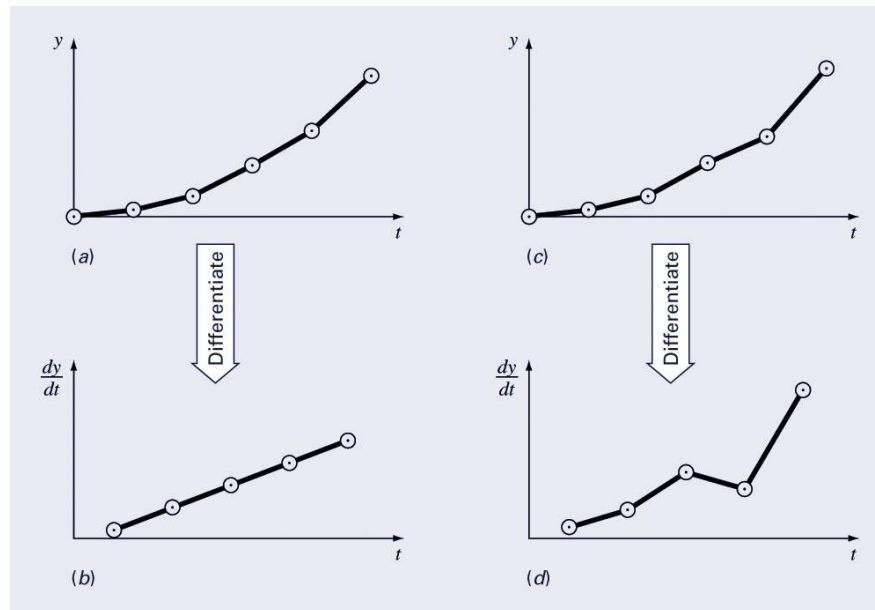 y
t
(a)
Differentiate
dy
dt
t
(b)
y
t
(c)
Differentiate
dy
dt
t
(d)